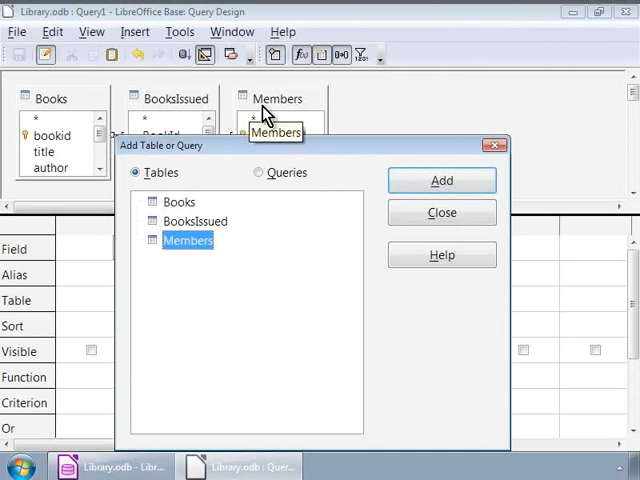 Library.odb : Query1 - LibreOffice Base: Query Design
File Edit View Insert Tools Window Help
Books
BooksIssued
Members
*
bookid
title
author
*
*
Members
Add Table or Query
Tables
Queries
Books
BooksIssued
Members
Add
Close
Help
Field
Alias
Table
Sort
Visible
Function
Criterion
Or
Library.odb - Libr...
Library.odb : Que...